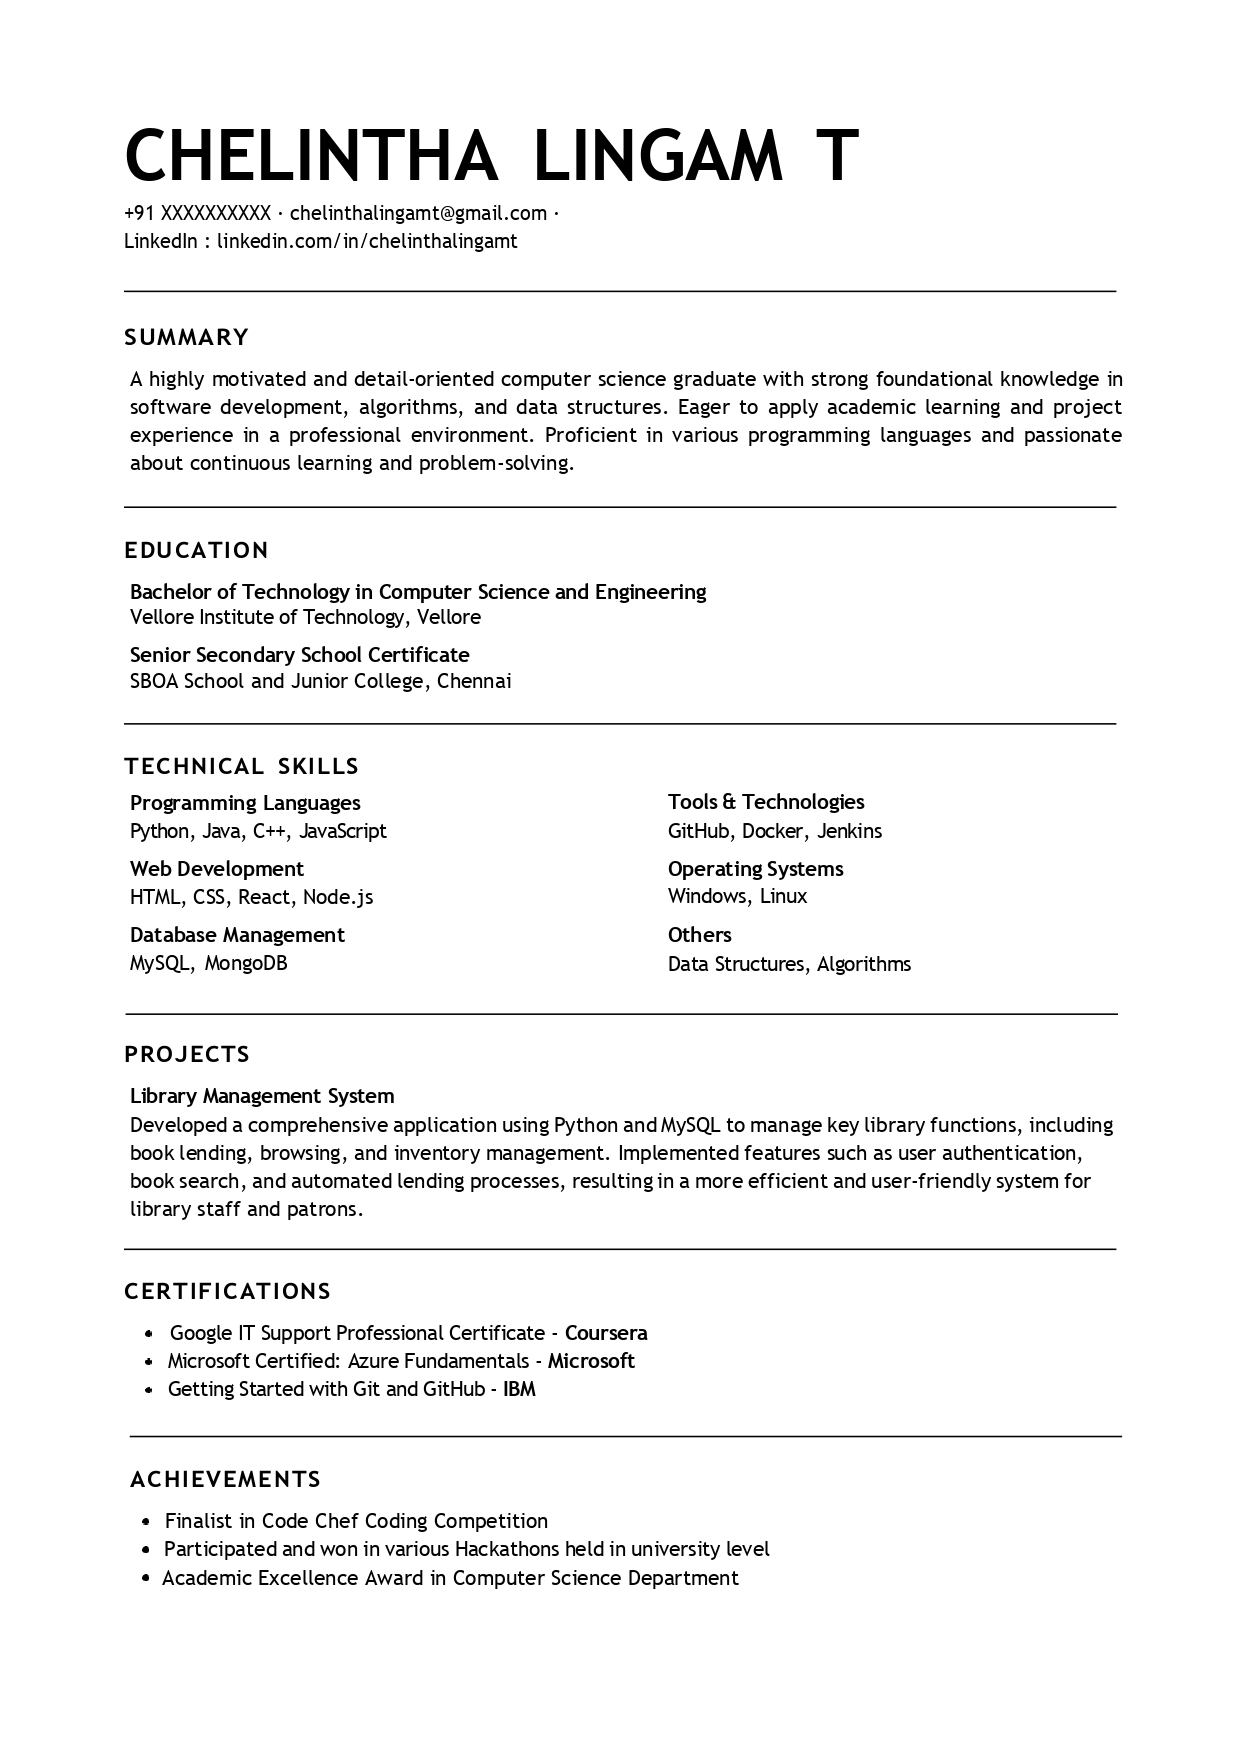 CHELINTHA LINGAM T
+91 XXXXXXXXXX · chelinthalingamt@gmail.com ·
LinkedIn : linkedin.com/in/chelinthalingamt
SUMMARY
A highly motivated and detail-oriented computer science graduate with strong foundational knowledge in
software development, algorithms, and data structures. Eager to apply academic learning and project
experience in a professional environment. Proficient in various programming languages and passionate
about continuous learning and problem-solving.
EDUCATION
Bachelor of Technology in Computer Science and Engineering
Vellore Institute of Technology, Vellore
Senior Secondary School Certificate
SBOA School and Junior College, Chennai
TECHNICAL SKILLS
Programming Languages
Python, Java, C++, JavaScript
Web Development
HTML, CSS, React, Node.js
Database Management
MySQL, MongoDB
Tools & Technologies
GitHub, Docker, Jenkins
Operating Systems
Windows, Linux
Others
Data Structures, Algorithms
PROJECTS
Library Management System
Developed a comprehensive application using Python and MySQL to manage key library functions, including
book lending, browsing, and inventory management. Implemented features such as user authentication,
book search, and automated lending processes, resulting in a more efficient and user-friendly system for
library staff and patrons.
CERTIFICATIONS
• Google IT Support Professional Certificate - Coursera
• Microsoft Certified: Azure Fundamentals - Microsoft
• Getting Started with Git and GitHub - IBM
ACHIEVEMENTS
• Finalist in Code Chef Coding Competition
• Participated and won in various Hackathons held in university level
• Academic Excellence Award in Computer Science Department